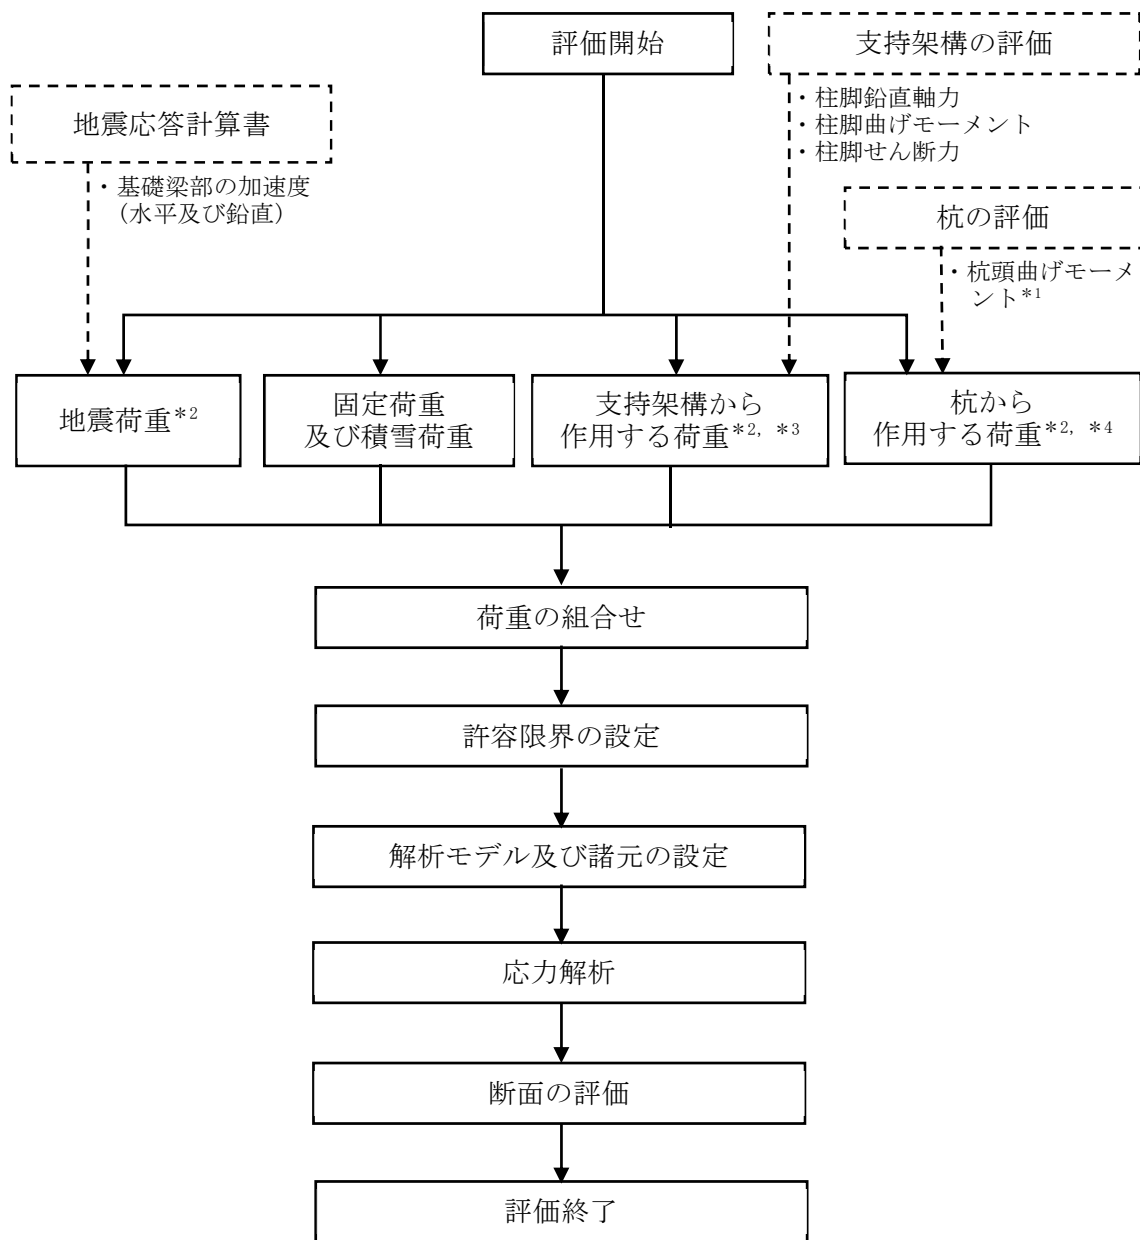 評価開始
支持架構の評価
・柱脚鉛直軸力
・柱脚曲げモーメント
・柱脚せん断力
地震応答計算書
・基礎梁部の加速度
（水平及び鉛直）
杭の評価
・杭頭曲げモーメ
ント*1
地震荷重*2
固定荷重
及び積雪荷重
支持架構から
作用する荷重*2, *3
杭から
作用する荷重*2, *4
荷重の組合せ
許容限界の設定
解析モデル及び諸元の設定
応力解析
断面の評価
評価終了